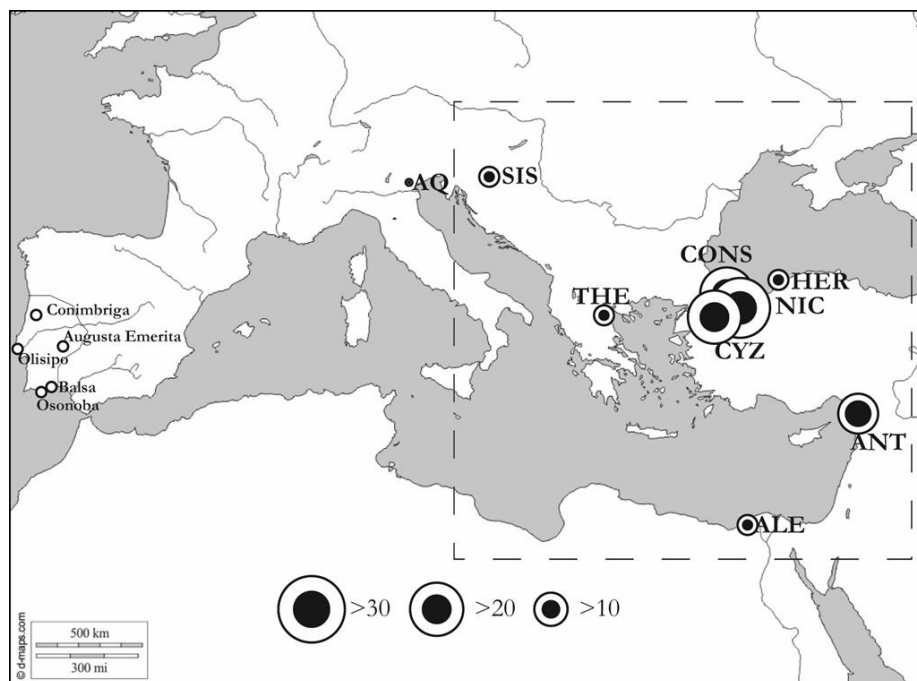 AQ
SIS
CONS
HER
THE
NIC
CYZ
Conimbriga
Augusta Emerita
Olisipo
Balsa
Osonoba
ANT
ALE
>30
>20
>10
500 km
300 mi
© d-maps.com